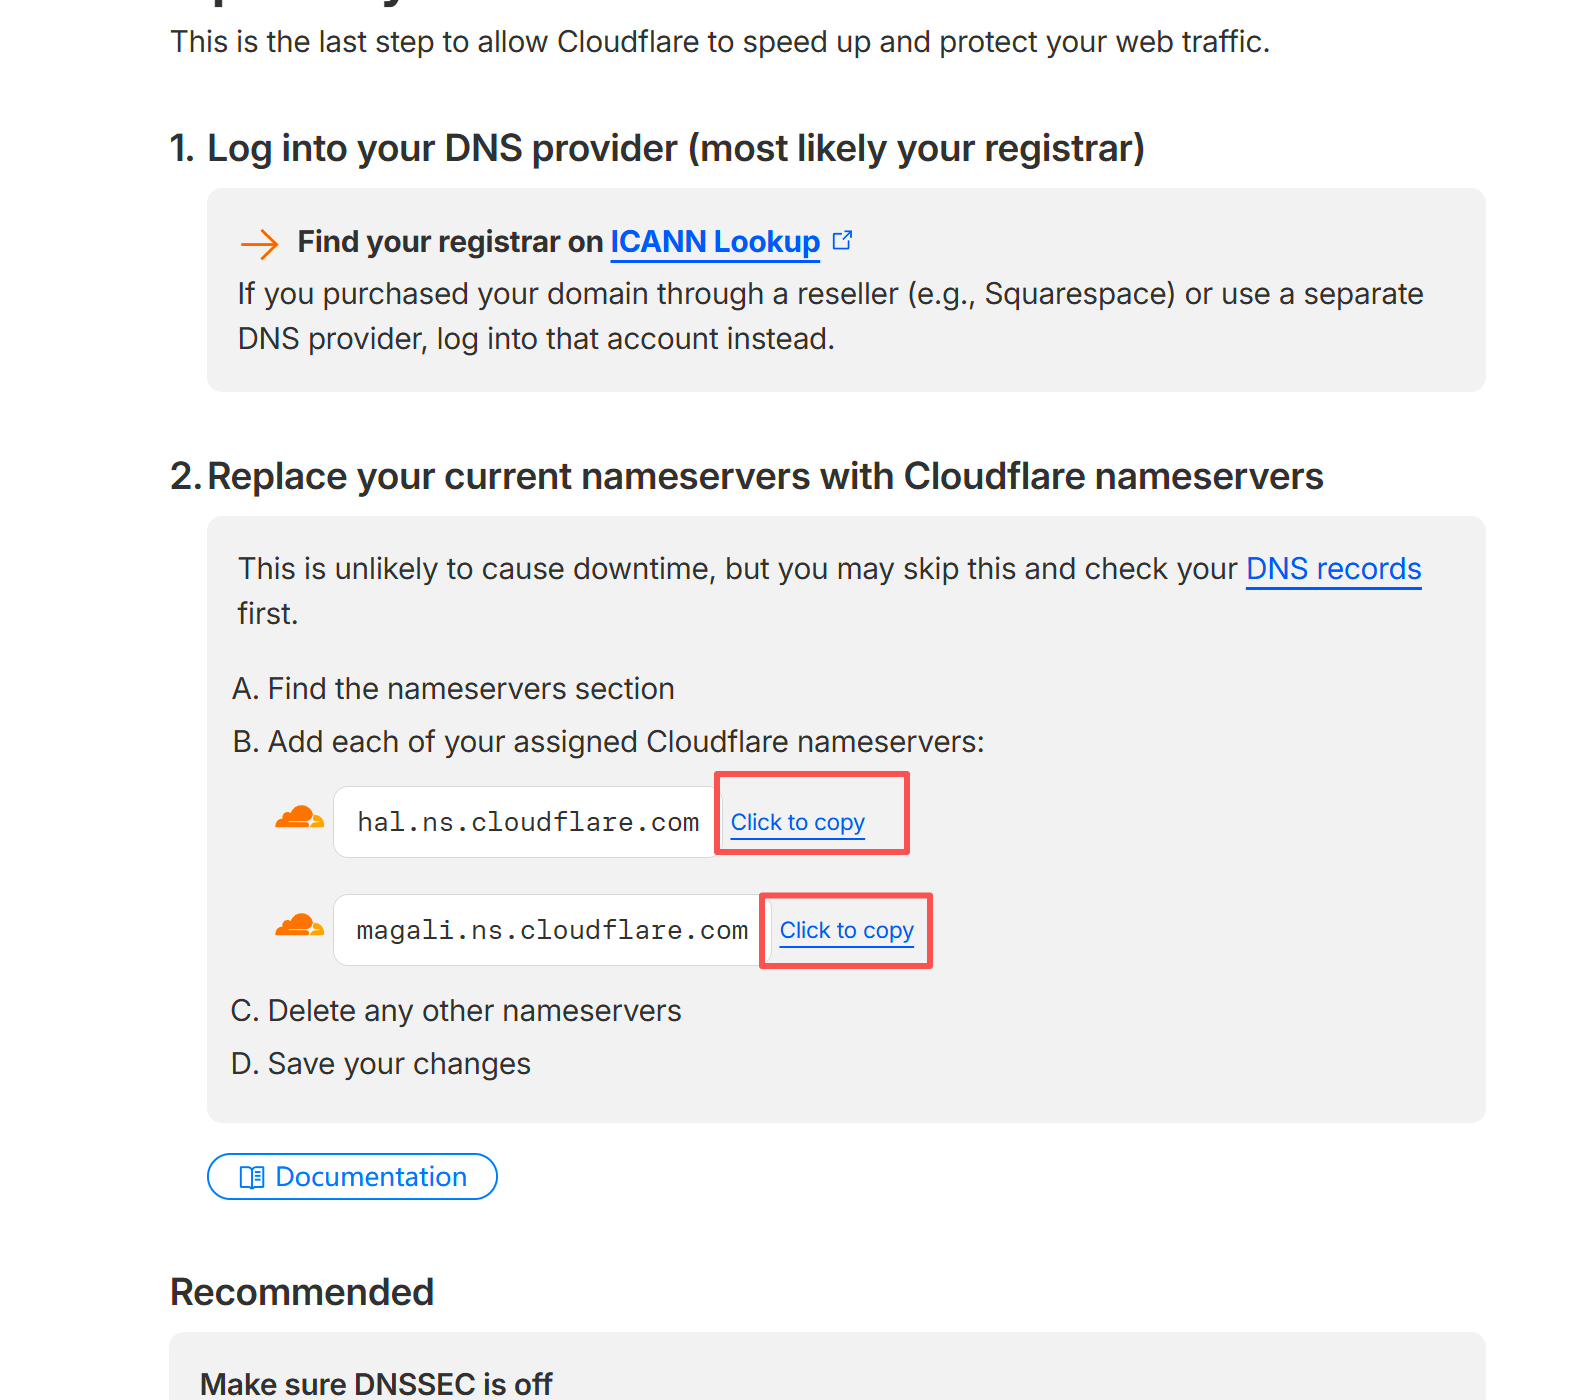 This is the last step to allow Cloudflare to speed up and protect your web traffic.
1. Log into your DNS provider (most likely your registrar)
Find your registrar on ICANN Lookup
If you purchased your domain through a reseller (e.g., Squarespace) or use a separate
DNS provider, log into that account instead.
2. Replace your current nameservers with Cloudflare nameservers
This is unlikely to cause downtime, but you may skip this and check your DNS records
first.
A. Find the nameservers section
B. Add each of your assigned Cloudflare nameservers:
hal.ns.cloudflare.com Click to copy
magali.ns.cloudflare.com Click to copy
C. Delete any other nameservers
D. Save your changes
Documentation
Recommended
Make sure DNSSEC is off